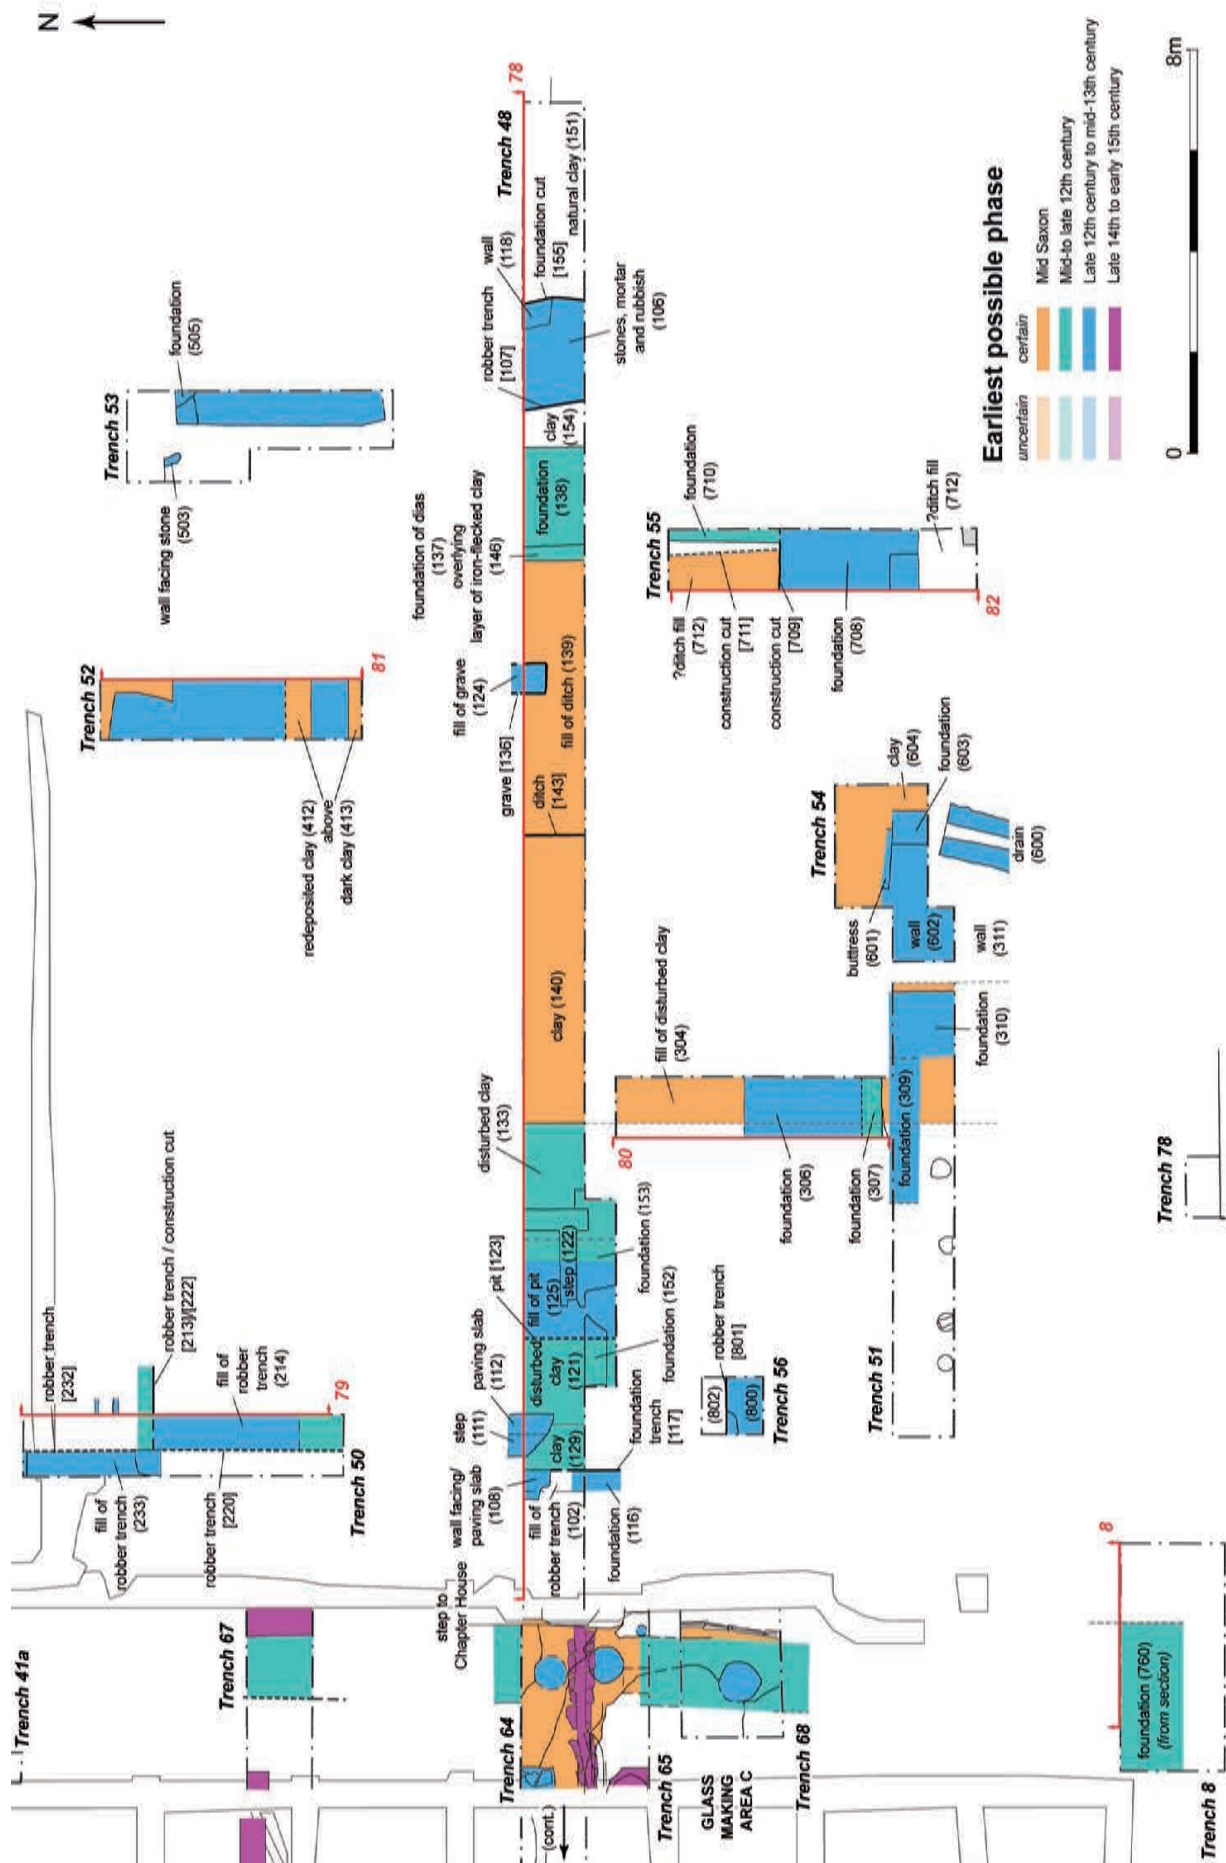 N
Trench 41a
Trench 67
step to
Chapter House
Trench 64
(cont.)
Trench 65
GLASS
MAKING
AREA C
Trench 68
Trench 8
foundation (760)
(from section)
8
robber trench
[232]
robber trench / construction cut
[213]/[222]
fill of
robber
trench
(214)
79
fill of
robber trench
(233)
robber trench
[220]
Trench 50
wall facing/
paving slab
(108)
step
(111)
paving slab
(112)
pit [123]
disturbed clay
(133)
fill of
robber trench
(102)
clay
(129)
disturbed
clay
(121)
fill of pit
(125)
step (122)
foundation
(116)
foundation
trench
[117]
foundation (152)
foundation (153)
clay (140)
ditch
[143]
fill of ditch (139)
grave [136]
fill of grave
(124)
foundation of dias
(137)
overlying
layer of iron-flecked clay
(146)
foundation
(138)
clay
(154)
robber trench
[107]
wall
(118)
foundation cut
[155]
natural clay (151)
stones, mortar
and rubbish
(106)
Trench 48
78
Trench 52
81
redeposited clay (412)
above
dark clay (413)
Trench 53
foundation
(505)
wall facing stone
(503)
(802)
(800)
robber trench
[801]
Trench 56
Trench 51
80
fill of disturbed clay
(304)
foundation
(306)
foundation
(307)
foundation (309)
foundation
(310)
wall
(311)
Trench 54
buttress
(601)
wall
(602)
clay
(604)
foundation
(603)
drain
(600)
Trench 55
?ditch fill
(712)
construction cut
[711]
construction cut
[709]
foundation
(708)
foundation
(710)
?ditch fill
(712)
82
Trench 78
Earliest possible phase
uncertain
certain
Mid Saxon
Mid-to late 12th century
Late 12th century to mid-13th century
Late 14th to early 15th century
0
8m